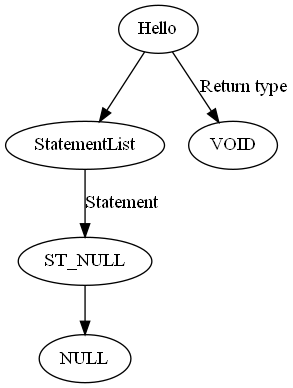 Hello
Return type
StatementList
VOID
Statement
ST_NULL
NULL